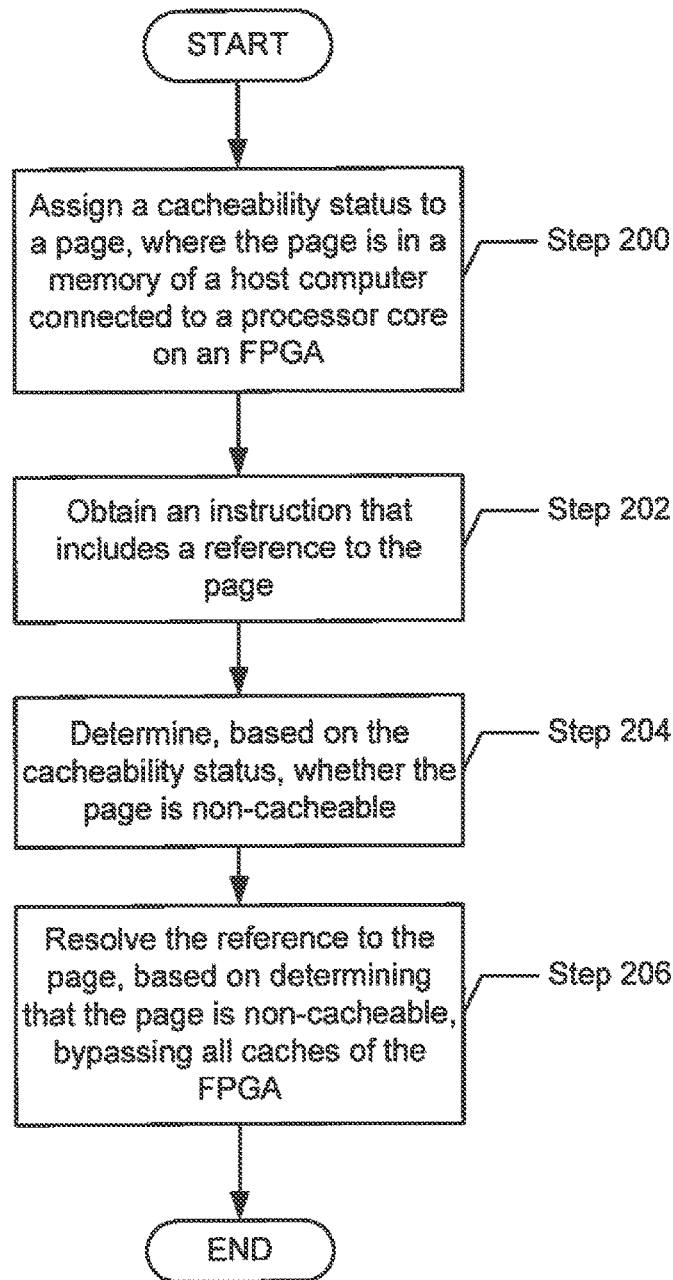 START
Assign a cacheability status to
a page, where the page is in a
memory of a host computer
connected to a processor core
on an FPGA
Step 200
Obtain an instruction that
includes a reference to the
page
Step 202
Determine, based on the
cacheability status, whether the
page is non-cacheable
Step 204
Resolve the reference to the
page, based on determining
that the page is non-cacheable,
bypassing all caches of the
FPGA
Step 206
END